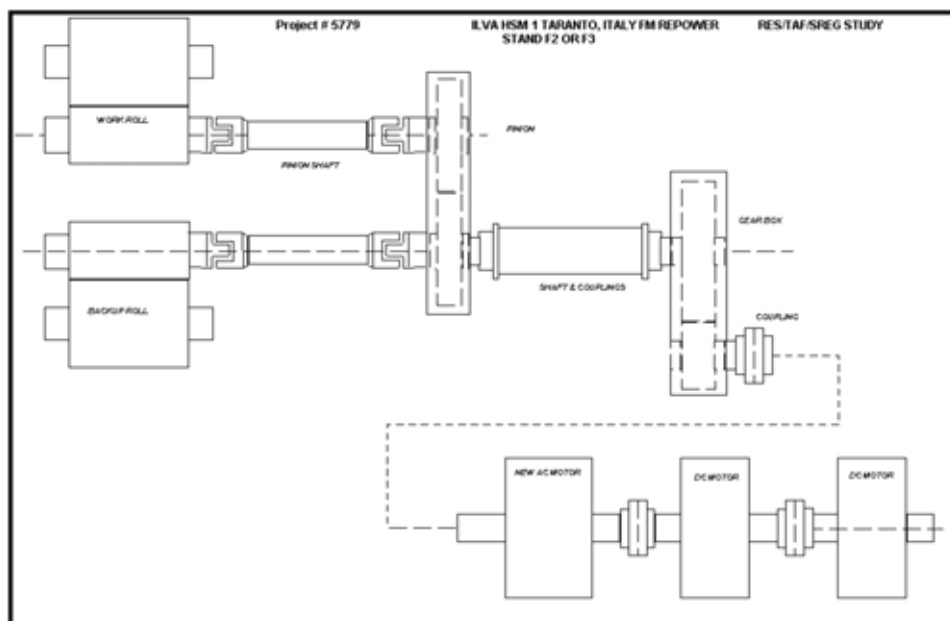 Project # 5779
ILVA HSM 1 TARANTO, ITALY FM REPOWER
STAND F2 OR F3
RES/TAF/SREG STUDY
WORK ROLL
PINION SHAFT
PINION
GEAR BOX
SHAFT & COUPLINGS
BACKUP ROLL
COUPLING
NEW AC MOTOR
DC MOTOR
DC MOTOR